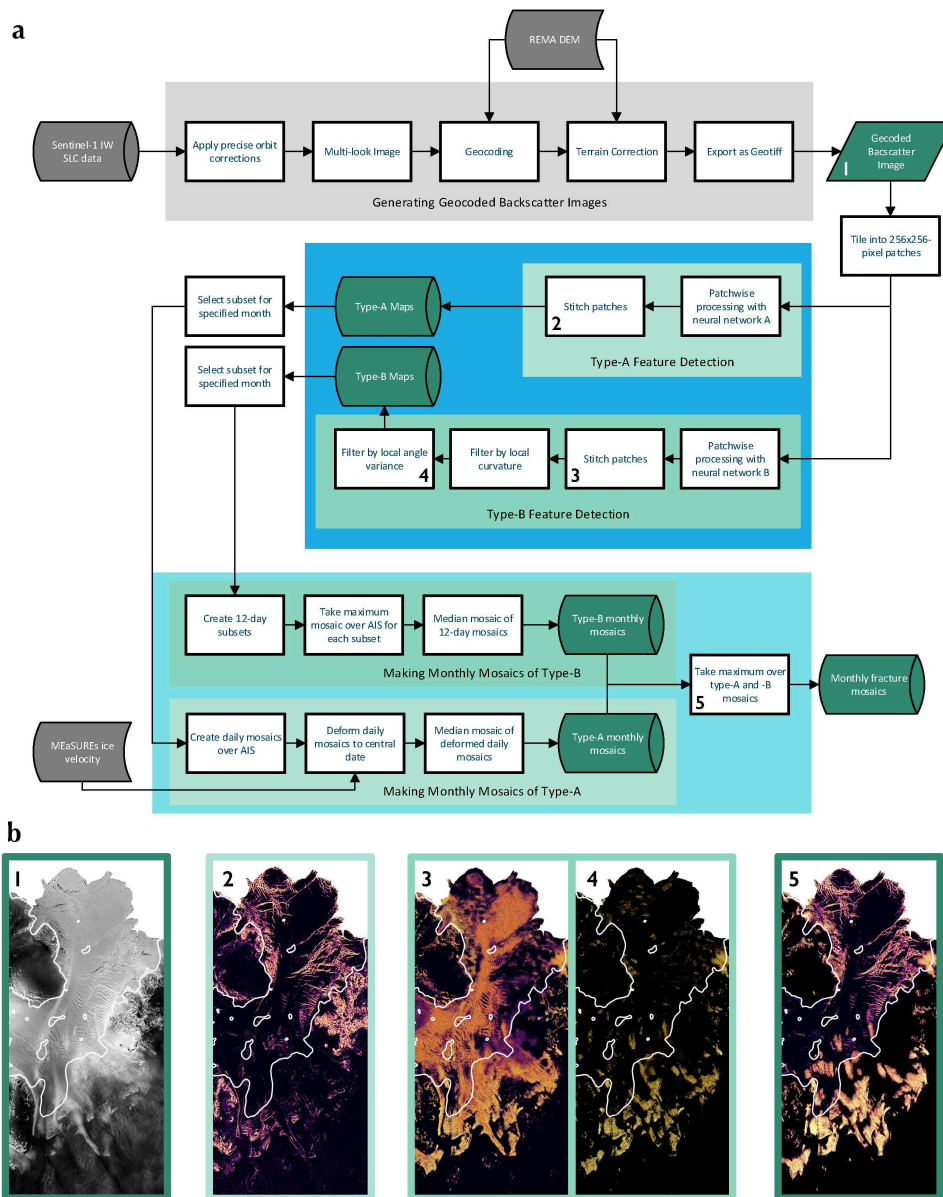 a
REMA DEM
Sentinel-1 IW
SLC data
Apply precise orbit
corrections
Multi-look Image
Geocoding
Terrain Correction
Export as Geotiff
Gecoded
Bacscatter
Image
1
Generating Geocoded Backscatter Images
Tile into 256x256-
pixel patches
Select subset for
specified month
Type-A Maps
Stitch patches
2
Patchwise
processing with
neural network A
Type-A Feature Detection
Select subset for
specified month
Type-B Maps
Filter by local angle
variance
4
Filter by local
curvature
Stitch patches
3
Patchwise
processing with
neural network B
Type-B Feature Detection
Create 12-day
subsets
Take maximum
mosaic over AIS for
each subset
Median mosaic
of 12-day mosaics
Type-B monthly
mosaics
Making Monthly Mosaics of Type-B
Take maximum over
type-A and -B
mosaics
5
Monthly fracture
mosaics
MEaSUREs ice
velocity
Create daily mosaics
over AIS
Deform daily
mosaics to central
date
Median mosaic
of deformed daily
mosaics
Type-A monthly
mosaics
Making Monthly Mosaics of Type-A
b
1
2
3
4
5